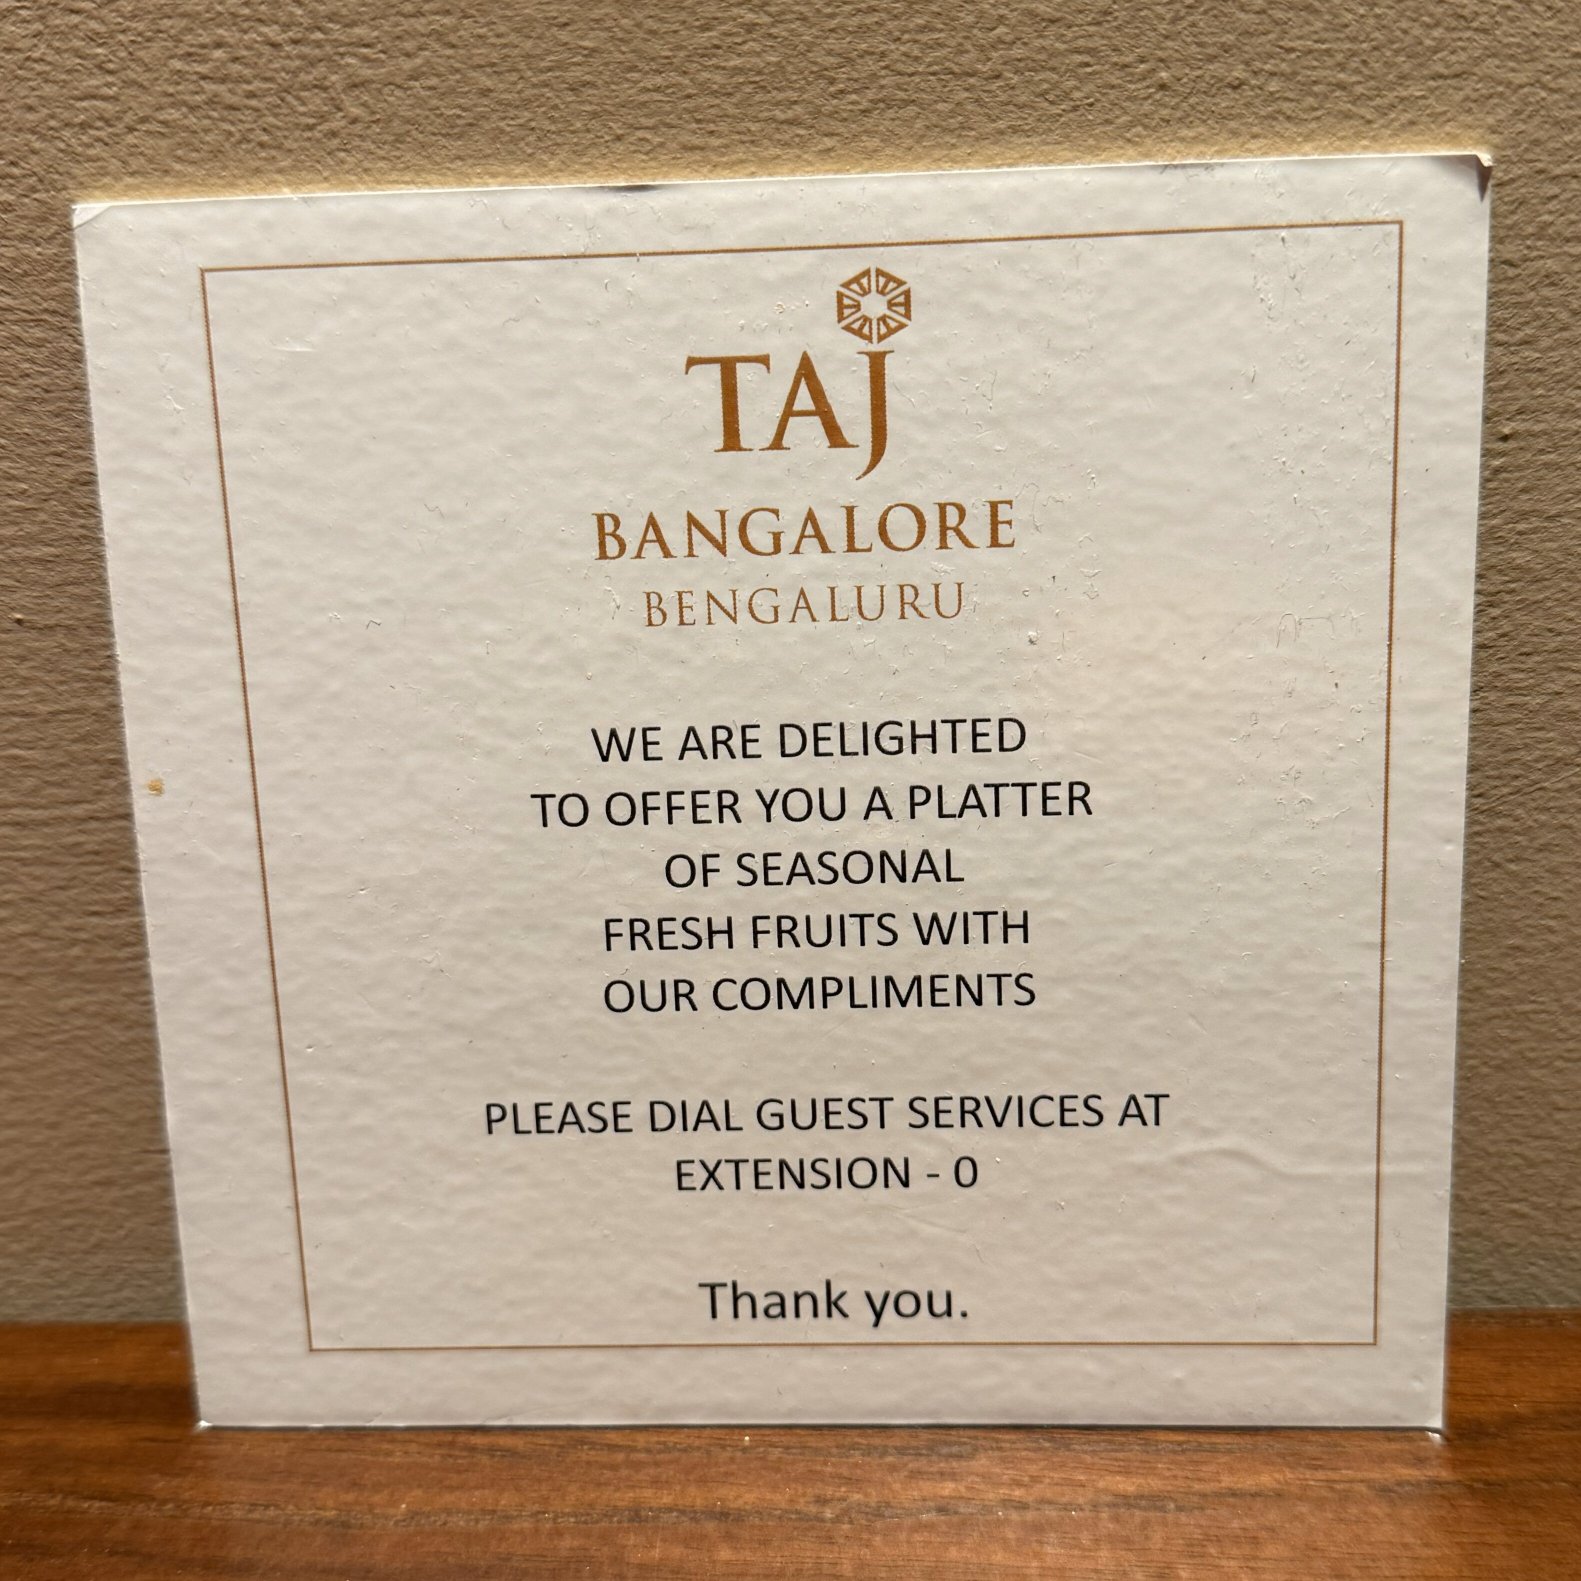 TAJ
BANGALORE
BENGALURU
WE ARE DELIGHTED
TO OFFER YOU A PLATTER
OF SEASONAL
FRESH FRUITS WITH
OUR COMPLIMENTS
PLEASE DIAL GUEST SERVICES AT
EXTENSION - 0
Thank you.